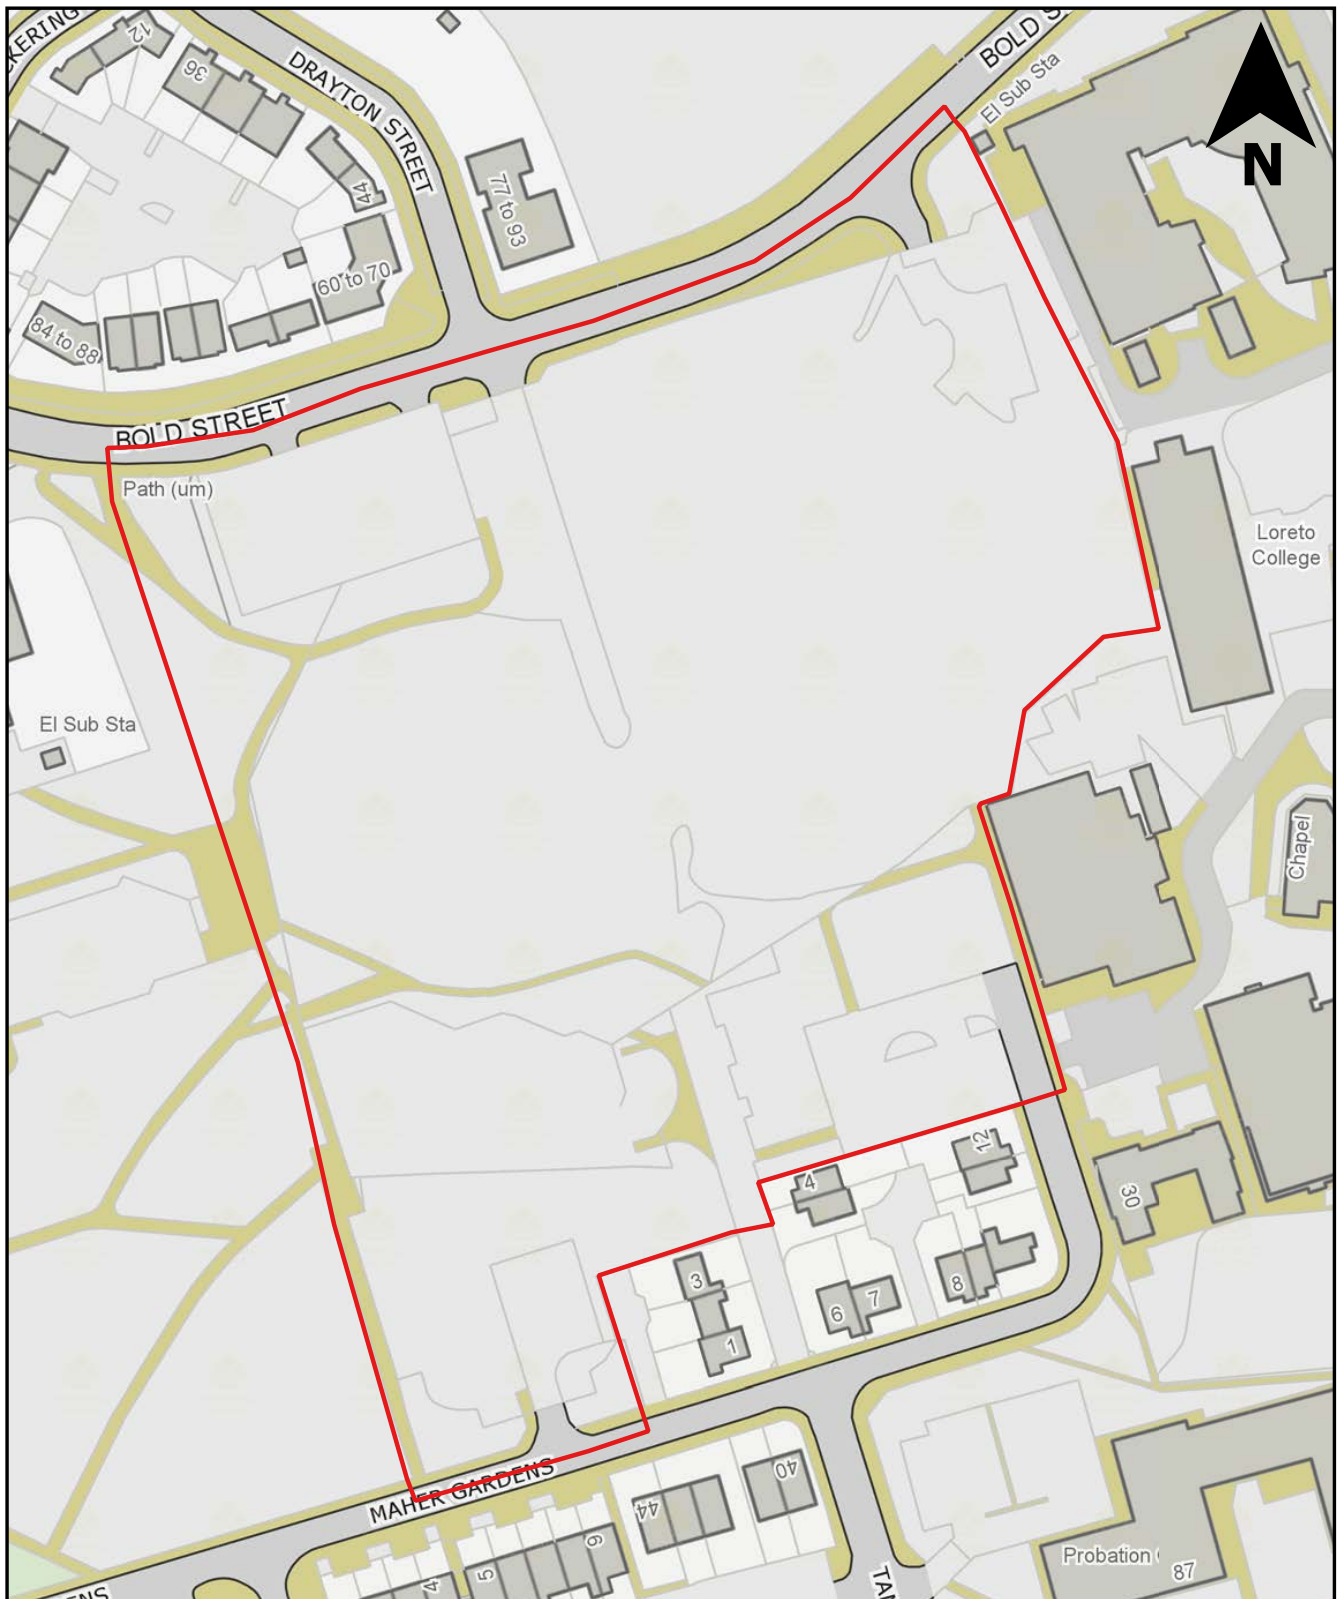 12
36
DRAYTON STREET
44
77 to 93
60 to 70
84 to 88
BOLD S
El Sub Sta
N
BOLD STREET
Path (um)
Loreto
College
El Sub Sta
Chapel
12
4
30
3
1
6
7
8
MAHER GARDENS
40
44
9
5
4
Probation
87